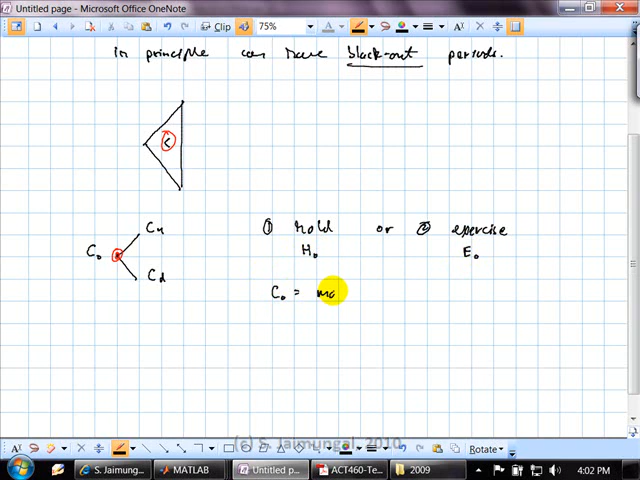 Untitled page - Microsoft Office OneNote
75%
Clip
in principle can have black-out periods.
<
Cu
① Hold or ② exercise
C₀
H₀ E₀
Cd
C₀ = ma
(c) S. Jaimungal, 2010
Rotate
S. Jaimung...
MATLAB
Untitled p...
ACT460-Te...
2009
4:02 PM